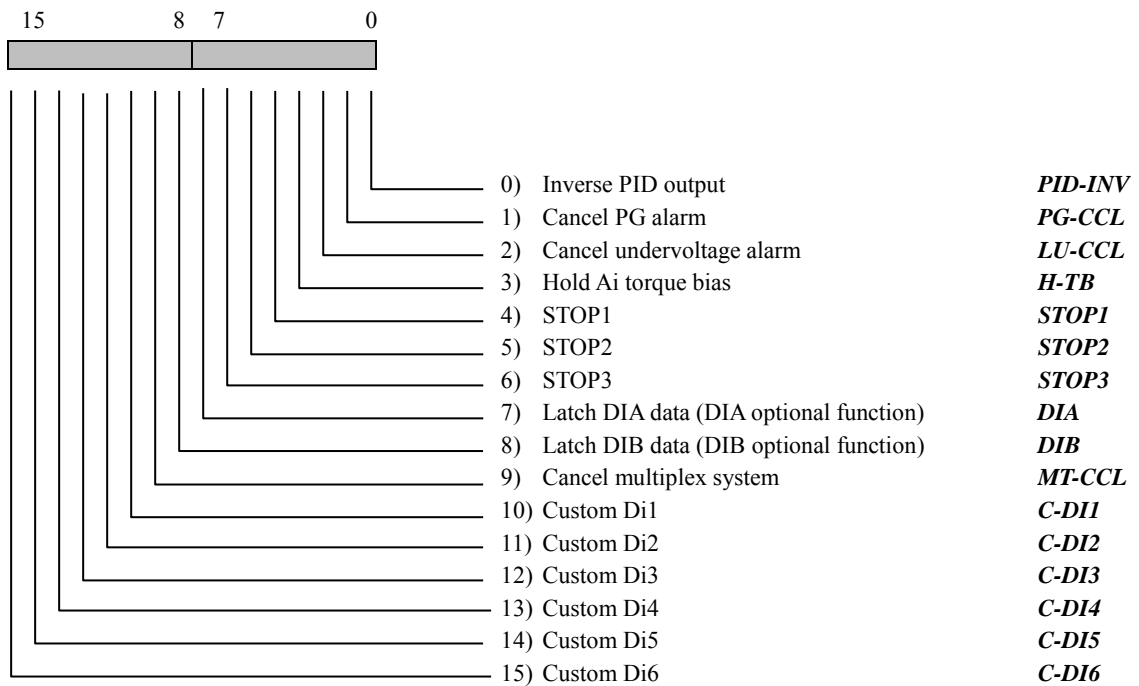 15 8 7 0
0) Inverse PID output PID-INV
1) Cancel PG alarm PG-CCL
2) Cancel undervoltage alarm LU-CCL
3) Hold Ai torque bias H-TB
4) STOP1 STOP1
5) STOP2 STOP2
6) STOP3 STOP3
7) Latch DIA data (DIA optional function) DIA
8) Latch DIB data (DIB optional function) DIB
9) Cancel multiplex system MT-CCL
10) Custom Di1 C-DI1
11) Custom Di2 C-DI2
12) Custom Di3 C-DI3
13) Custom Di4 C-DI4
14) Custom Di5 C-DI5
15) Custom Di6 C-DI6